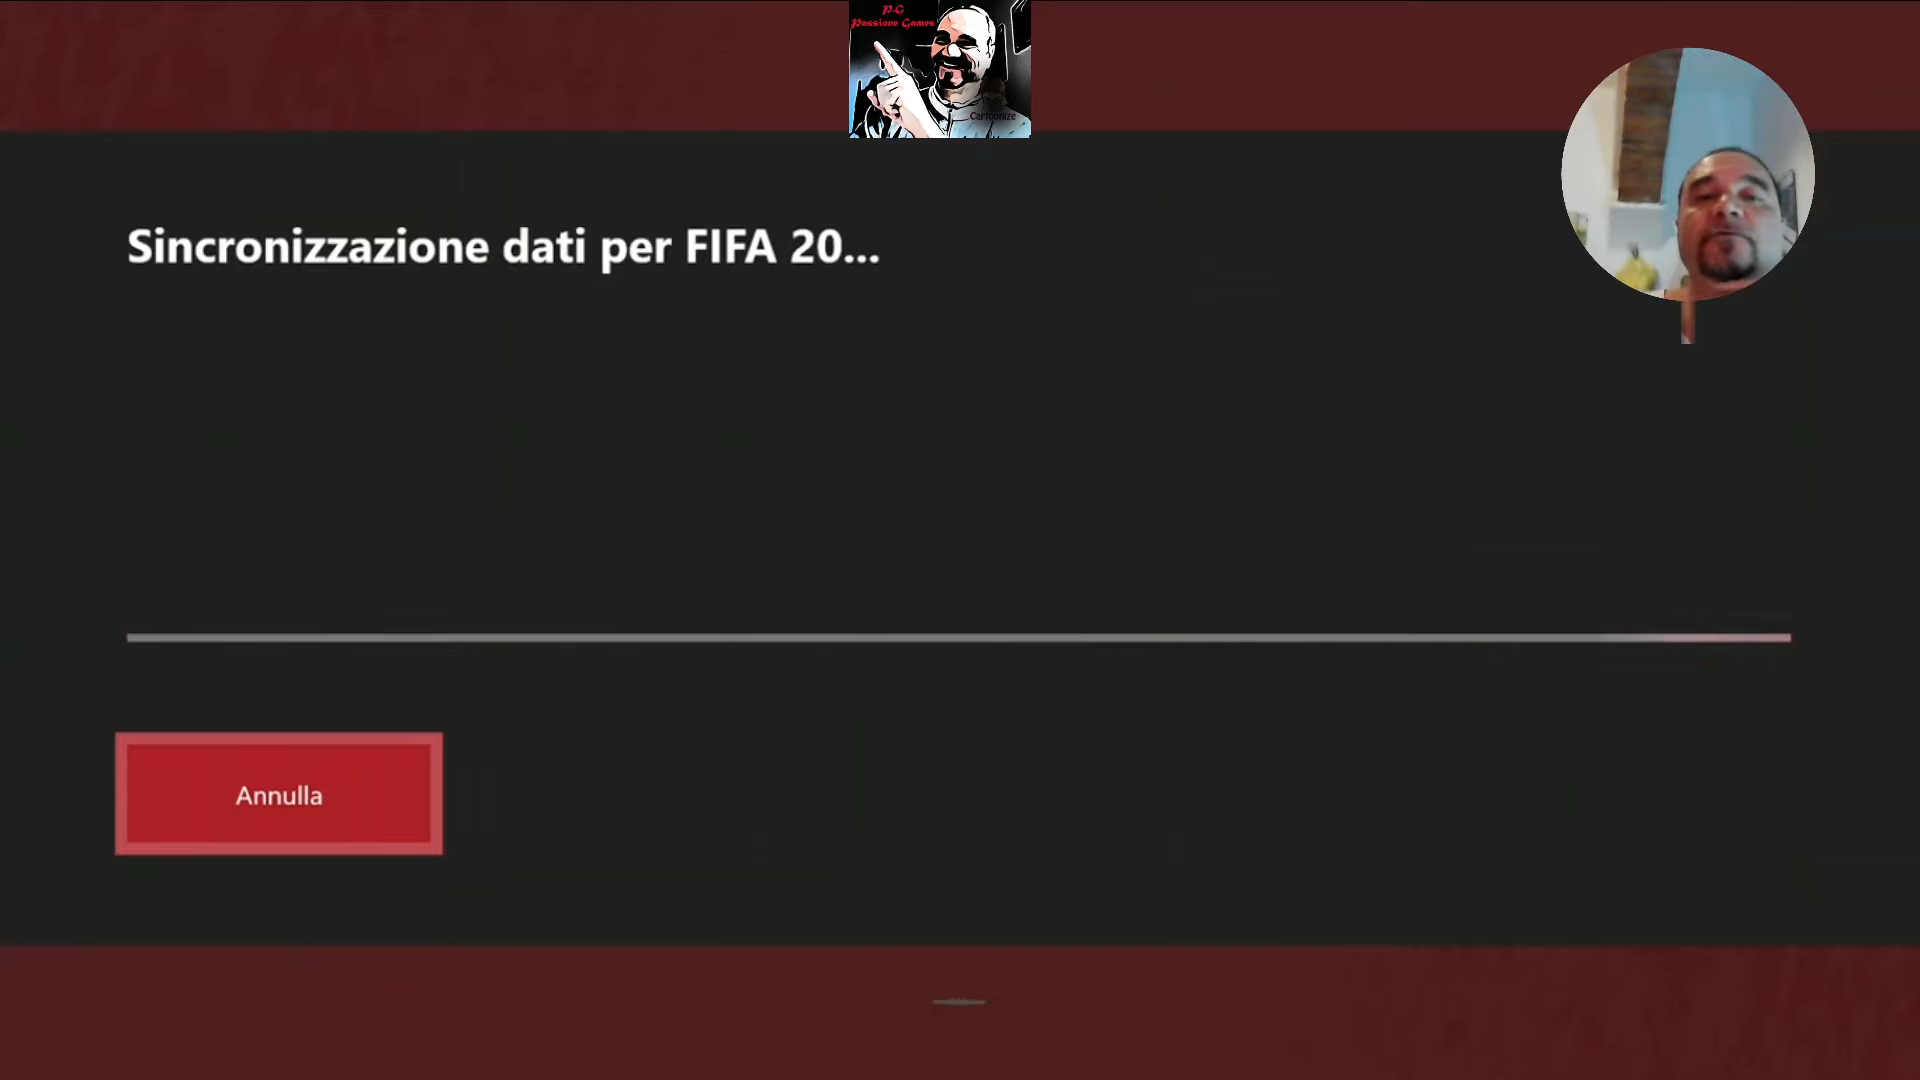 P.G
Passione Games
Cartoonize
Sincronizzazione dati per FIFA 20...
Annulla